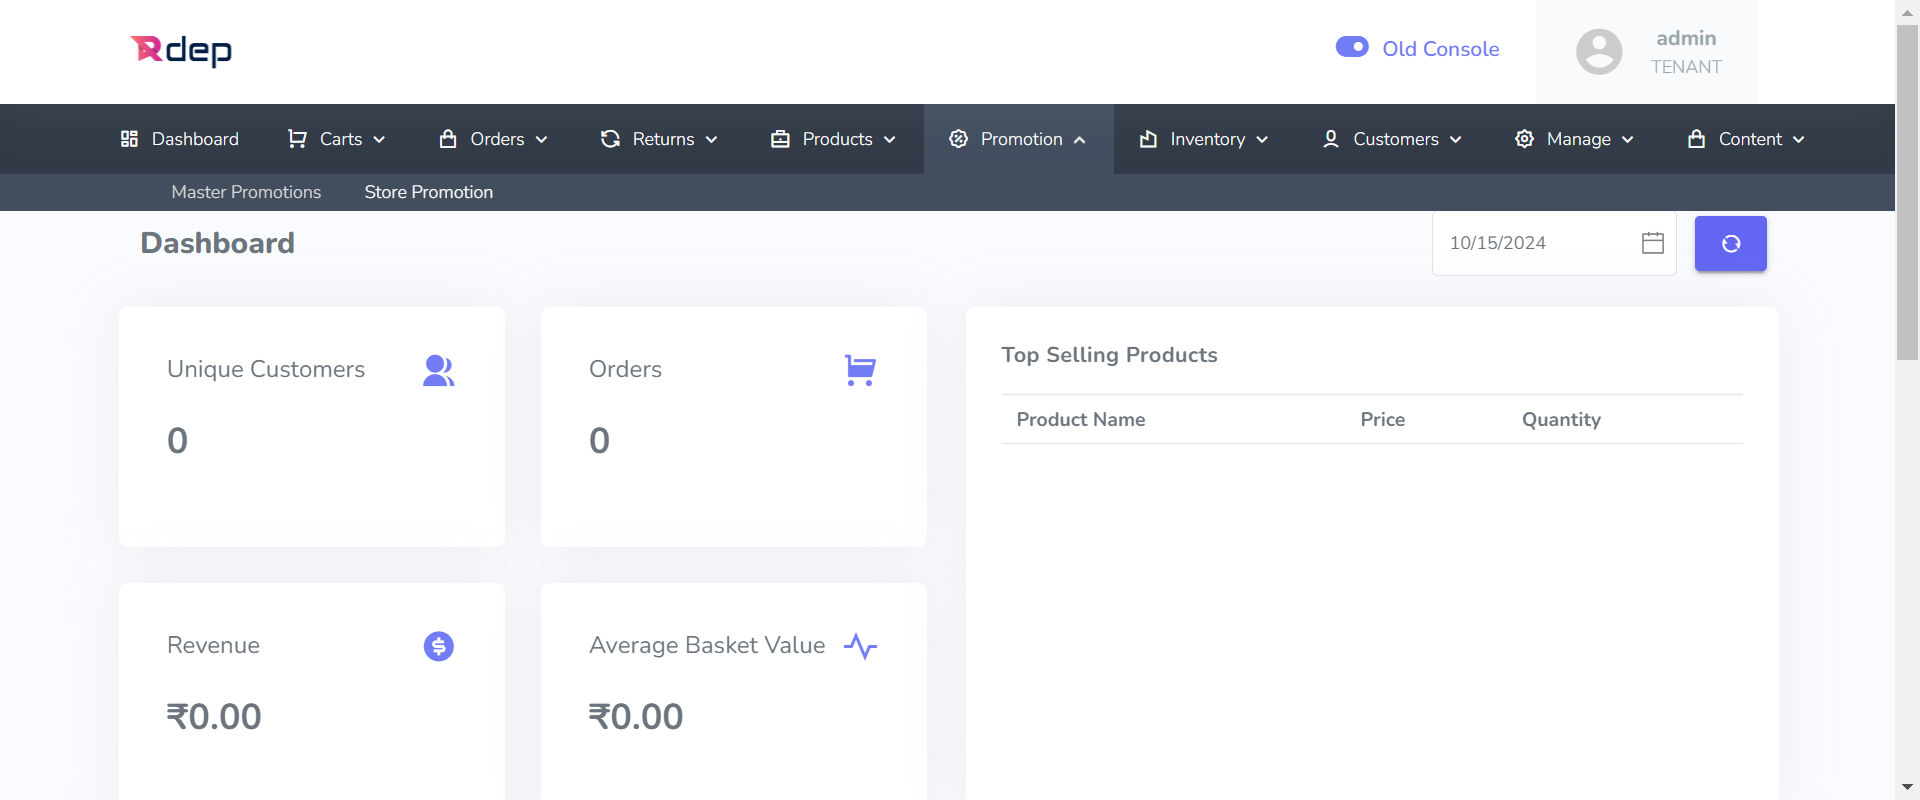 Rdep
Old Console
admin
TENANT
Dashboard Carts Orders Returns Products Promotion Inventory Customers Manage Content
Master Promotions Store Promotion
Dashboard
10/15/2024
Unique Customers
0
Orders
0
Top Selling Products
Product Name Price Quantity
Revenue
₹0.00
Average Basket Value
₹0.00